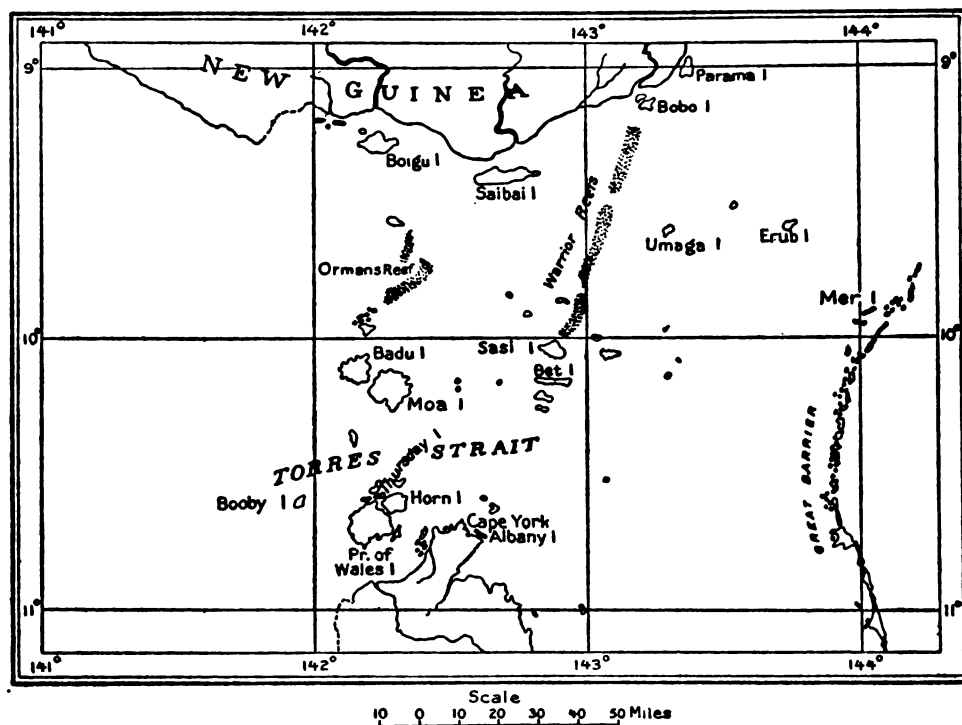 141° 142° 143° 144°
9° 9°
NEW GUINEA
Parama I
Bobo I
Boigu I
Saibai I
Warrior Reefs
Umaga I
Erub I
Ormans Reef
Mer I
10° 10°
Sasi I
Badu I
Bet I
Moa I
TORRES STRAIT
Thursday I
GREAT BARRIER
Booby I
Horn I
Cape York
Albany I
Pr. of
Wales I
11° 11°
141° 142° 143° 144°
Scale
10 0 10 20 30 40 50 Miles